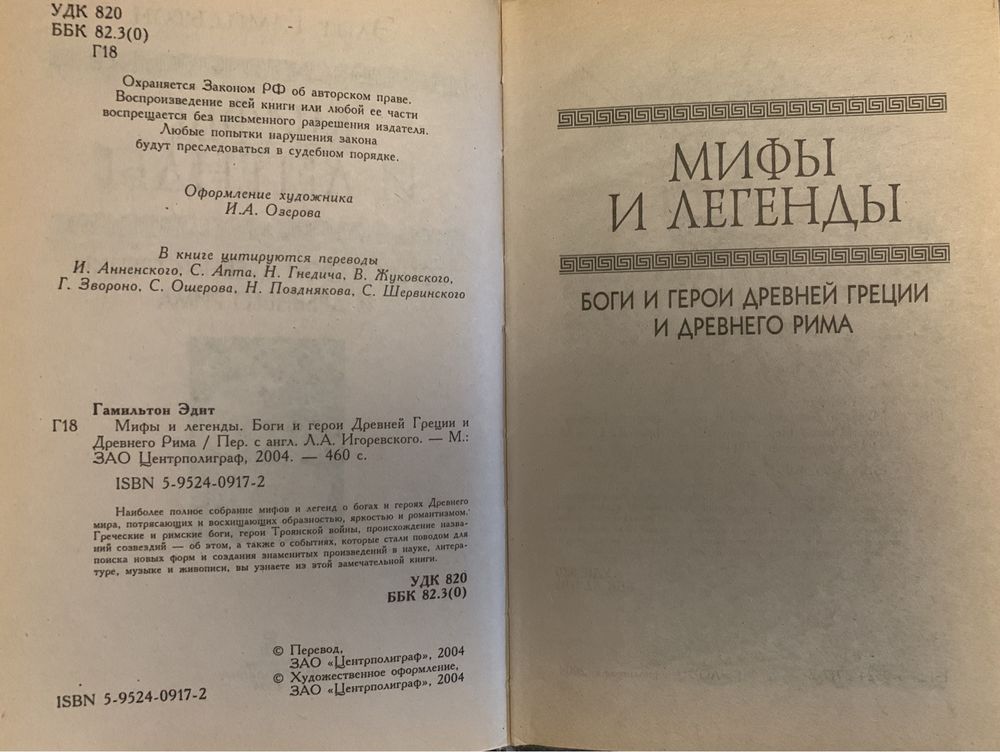 УДК 820
ББК 82.3(0)
Г18
Охраняется Законом РФ об авторском праве.
Воспроизведение всей книги или любой ее части
воспрещается без письменного разрешения издателя.
Любые попытки нарушения закона
будут преследоваться в судебном порядке.
Оформление художника
И.А. Озерова
В книге цитируются переводы
И. Анненского, С. Апта, Н. Гнедича, В. Жуковского,
Г. Звороно, С. Ошерова, Н. Позднякова, С. Шервинского
Гамильтон Эдит
Г18 Мифы и легенды. Боги и герои Древней Греции и
Древнего Рима / Пер. с англ. Л.А. Игоревского. — М.:
ЗАО Центрполиграф, 2004. — 460 с.
ISBN 5-9524-0917-2
Наиболее полное собрание мифов и легенд о богах и героях Древнего
мира, потрясающих и восхищающих образностью, яркостью и романтизмом.
Греческие и римские боги, герои Троянской войны, происхождение назва-
ний созвездий — об этом, а также о событиях, которые стали поводом для
поиска новых форм и создания знаменитых произведений в науке, литера-
туре, музыке и живописи, вы узнаете из этой замечательной книги.
УДК 820
ББК 82.3(0)
© Перевод,
ЗАО «Центрполиграф», 2004
© Художественное оформление,
ЗАО «Центрполиграф», 2004
ISBN 5-9524-0917-2
МИФЫ
И ЛЕГЕНДЫ
БОГИ И ГЕРОИ ДРЕВНЕЙ ГРЕЦИИ
И ДРЕВНЕГО РИМА